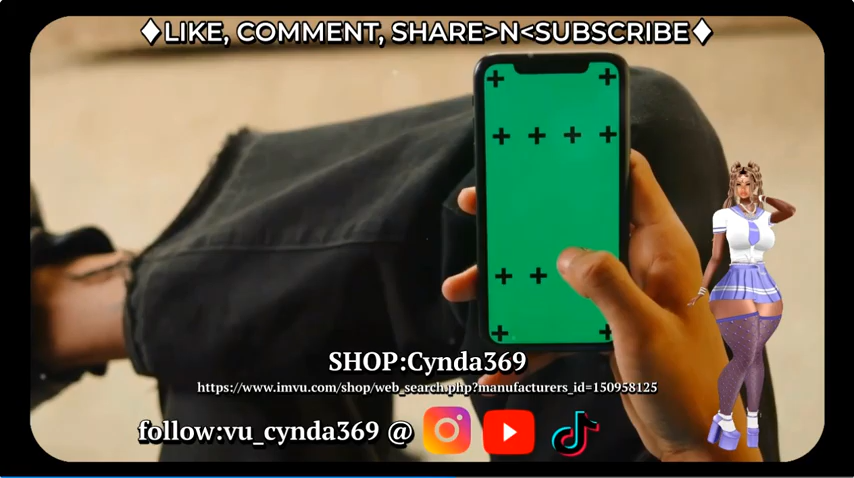 ♦LIKE, COMMENT, SHARE>N<SUBSCRIBE♦
SHOP:Cynda369
https://www.imvu.com/shop/web_search.php?manufacturers_id=150958125
follow:vu_cynda369 @